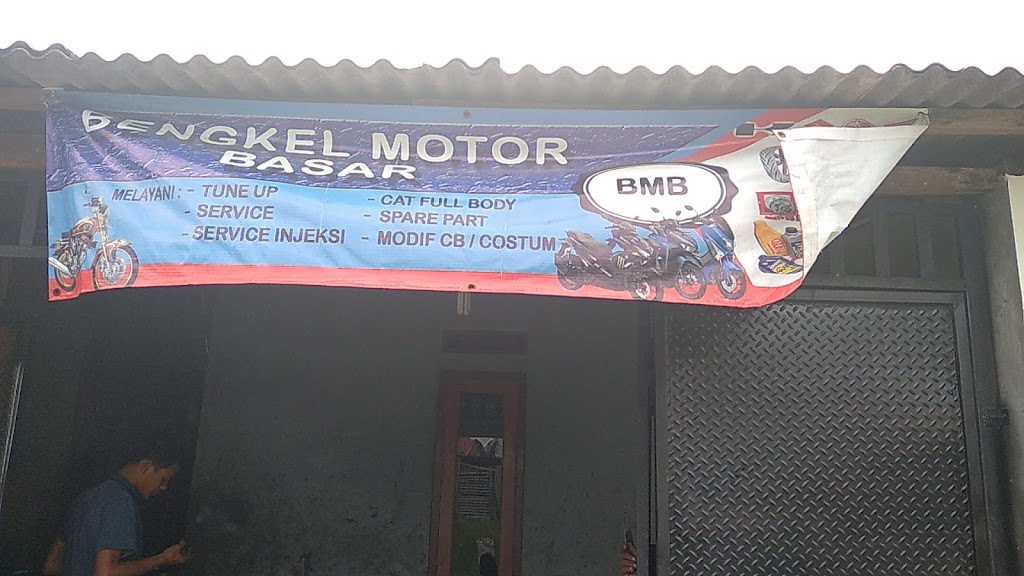 BENGKEL MOTOR
BASAR
BMB
MELAYANI : - TUNE UP
- SERVICE
- SERVICE INJEKSI
- CAT FULL BODY
- SPARE PART
- MODIF CB / COSTUM